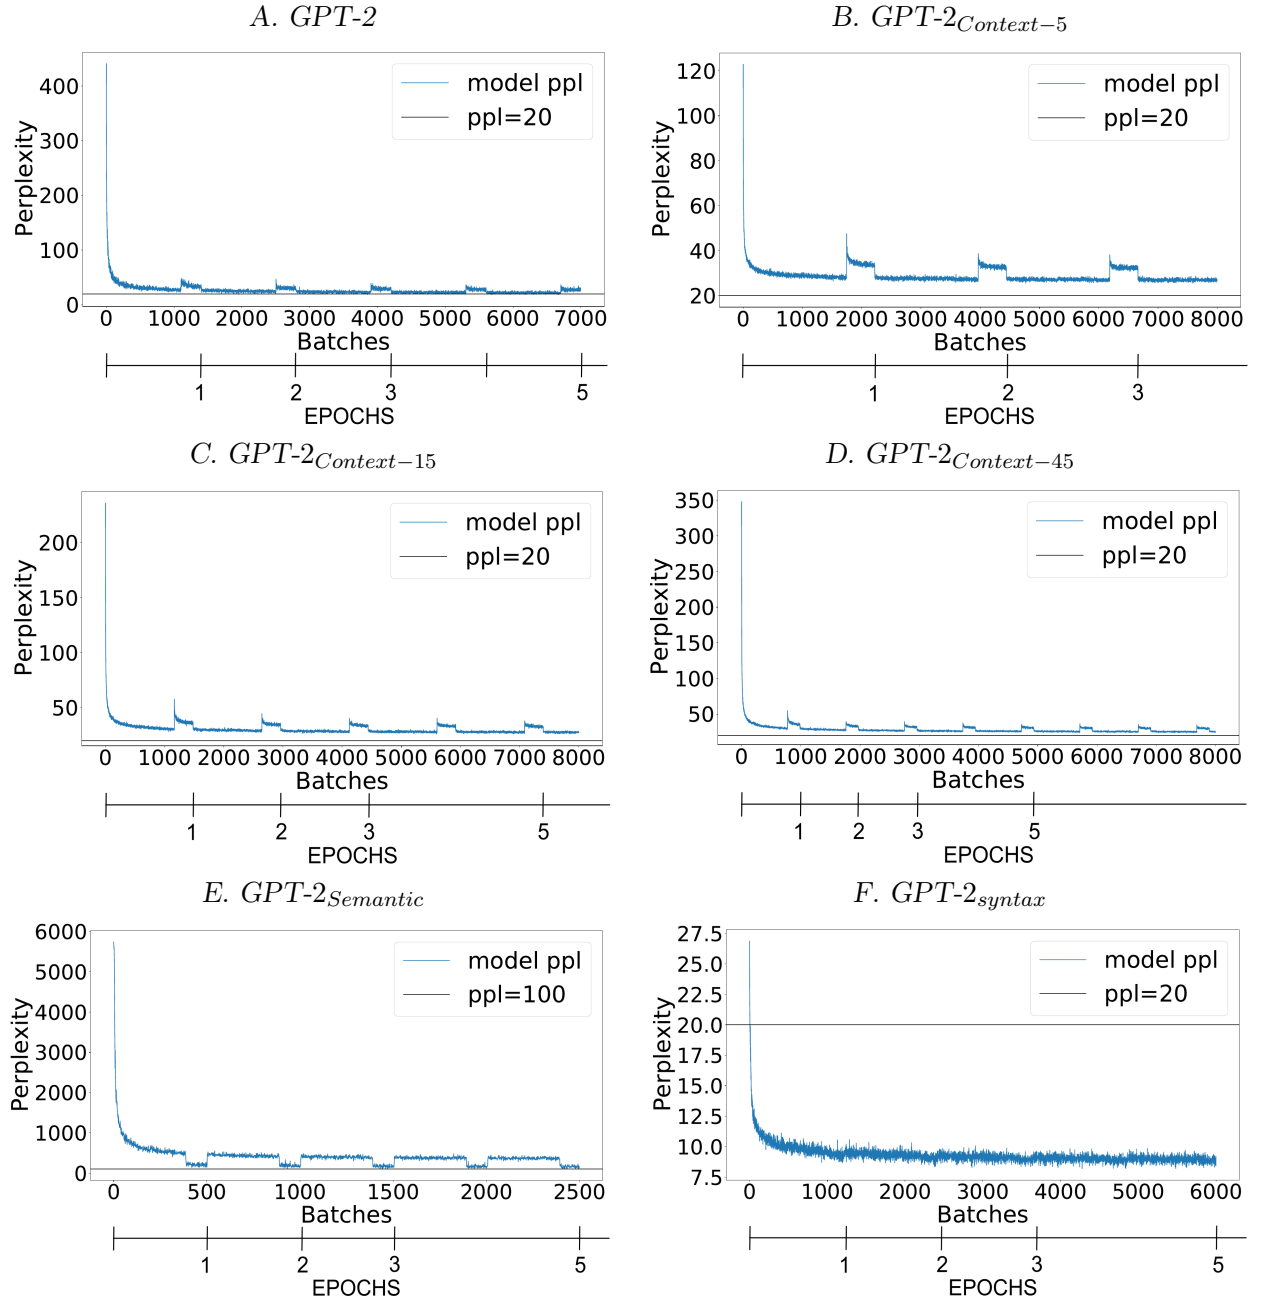 A. GPT-2
model ppl
ppl=20
Perplexity
400
300
200
100
0
0 1000 2000 3000 4000 5000 6000 7000
Batches
1 2 3 5
EPOCHS
B. GPT-2Context−5
model ppl
ppl=20
Perplexity
120
100
80
60
40
20
0 1000 2000 3000 4000 5000 6000 7000 8000
Batches
1 2 3
EPOCHS
C. GPT-2Context−15
model ppl
ppl=20
Perplexity
200
150
100
50
0 1000 2000 3000 4000 5000 6000 7000 8000
Batches
1 2 3 5
EPOCHS
D. GPT-2Context−45
model ppl
ppl=20
Perplexity
350
300
250
200
150
100
50
0 1000 2000 3000 4000 5000 6000 7000 8000
Batches
1 2 3 5
EPOCHS
E. GPT-2Semantic
model ppl
ppl=100
Perplexity
6000
5000
4000
3000
2000
1000
0
0 500 1000 1500 2000 2500
Batches
1 2 3 5
EPOCHS
F. GPT-2syntax
model ppl
ppl=20
Perplexity
27.5
25.0
22.5
20.0
17.5
15.0
12.5
10.0
7.5
0 1000 2000 3000 4000 5000 6000
Batches
1 2 3 5
EPOCHS